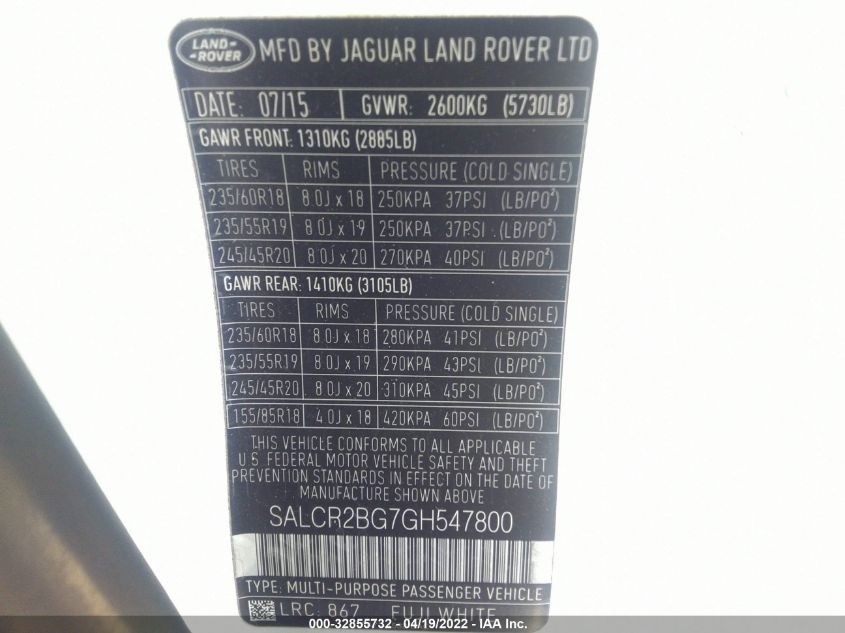 LAND-
-ROVER
MFD BY JAGUAR LAND ROVER LTD
DATE: 07/15 GVWR: 2600KG (5730LB)
GAWR FRONT: 1310KG (2885LB)
TIRES RIMS PRESSURE (COLD SINGLE)
235/60R18 8.0J x 18 250KPA 37PSI (LB/PO²)
235/55R19 8.0J x 19 250KPA 37PSI (LB/PO²)
245/45R20 8.0J x 20 270KPA 40PSI (LB/PO²)
GAWR REAR: 1410KG (3105LB)
TIRES RIMS PRESSURE (COLD SINGLE)
235/60R18 8.0J x 18 280KPA 41PSI (LB/PO²)
235/55R19 8.0J x 19 290KPA 43PSI (LB/PO²)
245/45R20 8.0J x 20 310KPA 45PSI (LB/PO²)
155/85R18 4.0J x 18 420KPA 60PSI (LB/PO²)
THIS VEHICLE CONFORMS TO ALL APPLICABLE
U.S. FEDERAL MOTOR VEHICLE SAFETY AND THEFT
PREVENTION STANDARDS IN EFFECT ON THE DATE
OF MANUFACTURE SHOWN ABOVE
SALCR2BG7GH547800
TYPE: MULTI-PURPOSE PASSENGER VEHICLE
LRC: 867 FUJI WHITE
000-32855732 - 04/19/2022 - IAA, Inc.